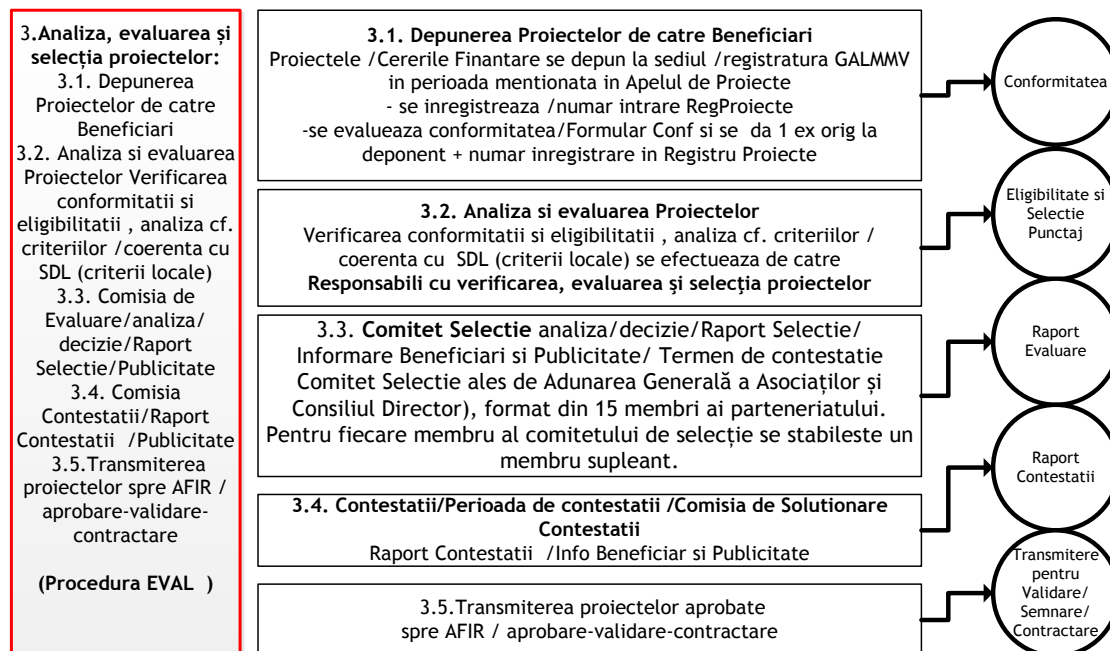 3.Analiza, evaluarea și
selecția proiectelor:
3.1. Depunerea
Proiectelor de catre
Beneficiari
3.2. Analiza si evaluarea
Proiectelor Verificarea
conformitatii si
eligibilitatii , analiza cf.
criteriilor /coerenta cu
SDL (criterii locale)
3.3. Comisia de
Evaluare/analiza/
decizie/Raport
Selectie/Publicitate
3.4. Comisia
Contestatii/Raport
Contestatii /Publicitate
3.5.Transmiterea
proiectelor spre AFIR /
aprobare-validare-
contractare
(Procedura EVAL )
3.1. Depunerea Proiectelor de catre Beneficiari
Proiectele /Cererile Finantare se depun la sediul /registratura GALMMV
in perioada mentionata in Apelul de Proiecte
- se inregistreaza /numar intrare RegProiecte
-se evalueaza conformitatea/Formular Conf si se da 1 ex orig la
deponent + numar inregistrare in Registru Proiecte
Conformitatea
3.2. Analiza si evaluarea Proiectelor
Verificarea conformitatii si eligibilitatii , analiza cf. criteriilor /
coerenta cu SDL (criterii locale) se efectueaza de catre
Responsabili cu verificarea, evaluarea şi selecţia proiectelor
Eligibilitate si
Selectie
Punctaj
3.3. Comitet Selectie analiza/decizie/Raport Selectie/
Informare Beneficiari si Publicitate/ Termen de contestatie
Comitet Selectie ales de Adunarea Generală a Asociaților și
Consiliul Director), format din 15 membri ai parteneriatului.
Pentru fiecare membru al comitetului de selecție se stabileste un
membru supleant.
Raport
Evaluare
3.4. Contestatii/Perioada de contestatii /Comisia de Solutionare
Contestatii
Raport Contestatii /Info Beneficiar si Publicitate
Raport
Contestatii
3.5.Transmiterea proiectelor aprobate
spre AFIR / aprobare-validare-contractare
Transmitere
pentru
Validare/
Semnare/
Contractare